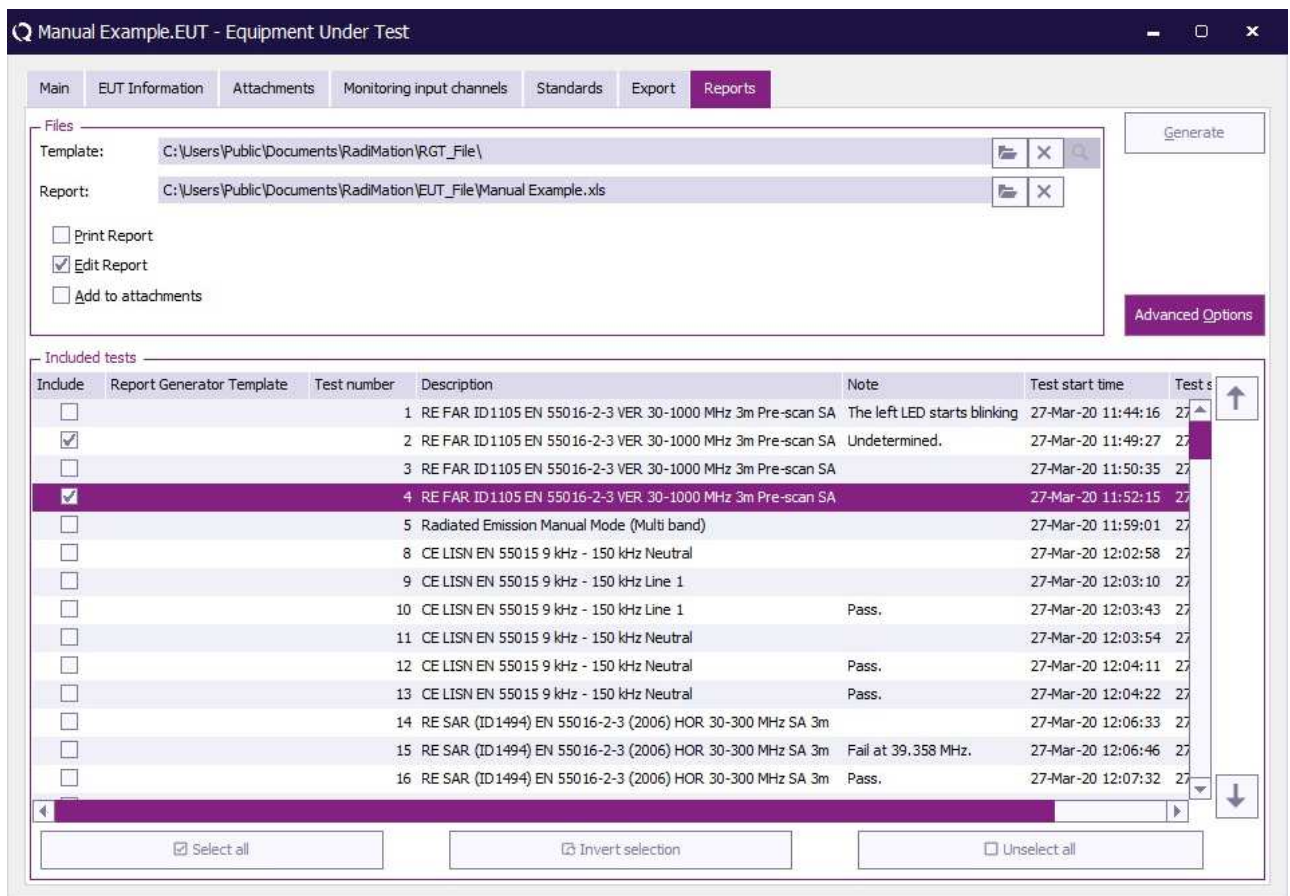 Manual Example.EUT - Equipment Under Test
Main EUT Information Attachments Monitoring input channels Standards Export Reports
Files
Generate
Template: C:\Users\Public\Documents\RadiMation\RGT_File\
Report: C:\Users\Public\Documents\RadiMation\EUT_File\Manual Example.xls
Print Report
Edit Report
Add to attachments
Advanced Options
Included tests
Include Report Generator Template Test number Description Note Test start time Test s
1 RE FAR ID1105 EN 55016-2-3 VER 30-1000 MHz 3m Pre-scan SA The left LED starts blinking 27-Mar-20 11:44:16 27
2 RE FAR ID1105 EN 55016-2-3 VER 30-1000 MHz 3m Pre-scan SA Undetermined. 27-Mar-20 11:49:27 27
3 RE FAR ID1105 EN 55016-2-3 VER 30-1000 MHz 3m Pre-scan SA 27-Mar-20 11:50:35 27
4 RE FAR ID1105 EN 55016-2-3 VER 30-1000 MHz 3m Pre-scan SA 27-Mar-20 11:52:15 27
5 Radiated Emission Manual Mode (Multi band) 27-Mar-20 11:59:01 27
8 CE LISN EN 55015 9 kHz - 150 kHz Neutral 27-Mar-20 12:02:58 27
9 CE LISN EN 55015 9 kHz - 150 kHz Line 1 27-Mar-20 12:03:10 27
10 CE LISN EN 55015 9 kHz - 150 kHz Line 1 Pass. 27-Mar-20 12:03:43 27
11 CE LISN EN 55015 9 kHz - 150 kHz Neutral 27-Mar-20 12:03:54 27
12 CE LISN EN 55015 9 kHz - 150 kHz Neutral Pass. 27-Mar-20 12:04:11 27
13 CE LISN EN 55015 9 kHz - 150 kHz Neutral Pass. 27-Mar-20 12:04:22 27
14 RE SAR (ID1494) EN 55016-2-3 (2006) HOR 30-300 MHz SA 3m 27-Mar-20 12:06:33 27
15 RE SAR (ID1494) EN 55016-2-3 (2006) HOR 30-300 MHz SA 3m Fail at 39.358 MHz. 27-Mar-20 12:06:46 27
16 RE SAR (ID1494) EN 55016-2-3 (2006) HOR 30-300 MHz SA 3m Pass. 27-Mar-20 12:07:32 27
Select all Invert selection Unselect all